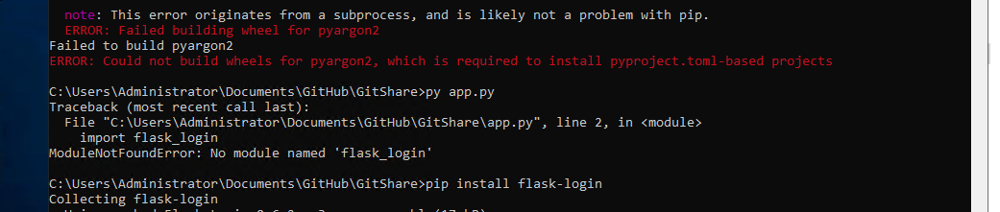 note: This error originates from a subprocess, and is likely not a problem with pip.
ERROR: Failed building wheel for pyargon2
Failed to build pyargon2
ERROR: Could not build wheels for pyargon2, which is required to install pyproject.toml-based projects
C:\Users\Administrator\Documents\GitHub\GitShare>py app.py
Traceback (most recent call last):
File "C:\Users\Administrator\Documents\GitHub\GitShare\app.py", line 2, in <module>
import flask_login
ModuleNotFoundError: No module named 'flask_login'
C:\Users\Administrator\Documents\GitHub\GitShare>pip install flask-login
Collecting flask-login